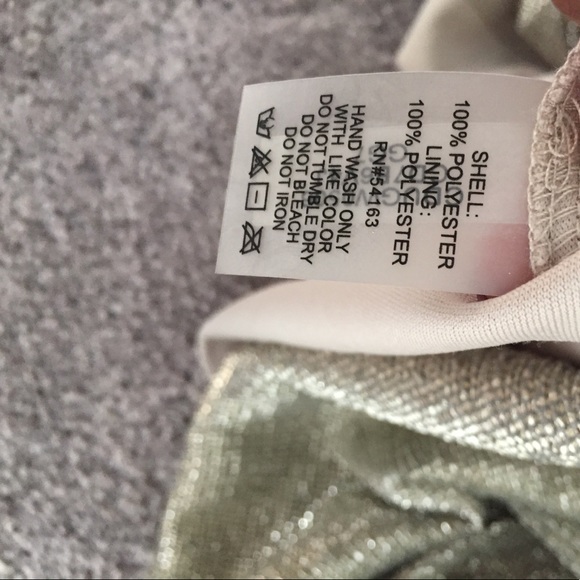 SHELL:
100% POLYESTER
LINING:
100% POLYESTER
RN#54163
HAND WASH ONLY
WITH LIKE COLOR
DO NOT TUMBLE DRY
DO NOT BLEACH
DO NOT IRON